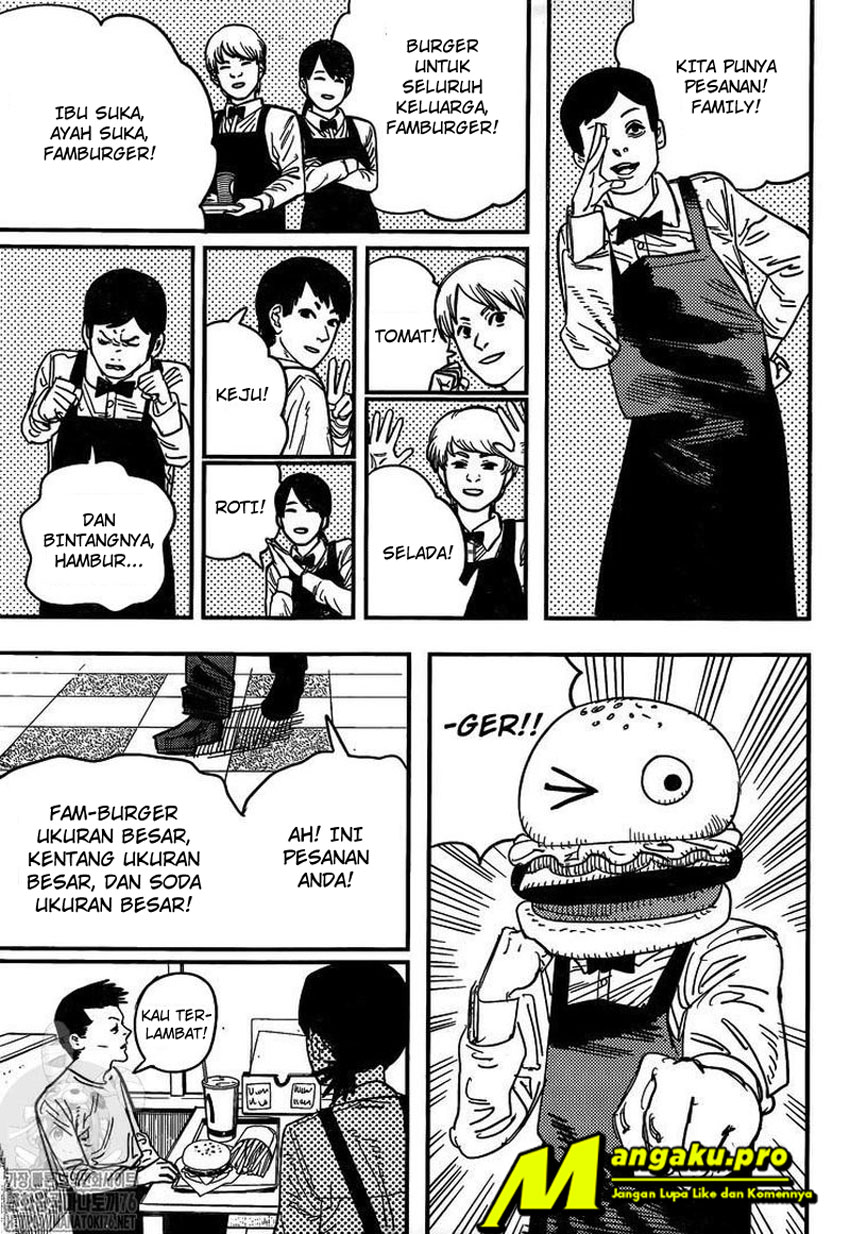 KITA PUNYA
PESANAN!
FAMILY!
BURGER
UNTUK
SELURUH
KELUARGA,
FAMBURGER!
IBU SUKA,
AYAH SUKA,
FAMBURGER!
TOMAT!
SELADA!
KEJU!
ROTI!
DAN
BINTANGNYA,
HAMBUR...
-GER!!
AH! INI
PESANAN
ANDA!
FAM-BURGER
UKURAN BESAR,
KENTANG UKURAN
BESAR, DAN SODA
UKURAN BESAR!
KAU TER-
LAMBAT!
Mangaku.pro
Jangan Lupa Like dan Komennya